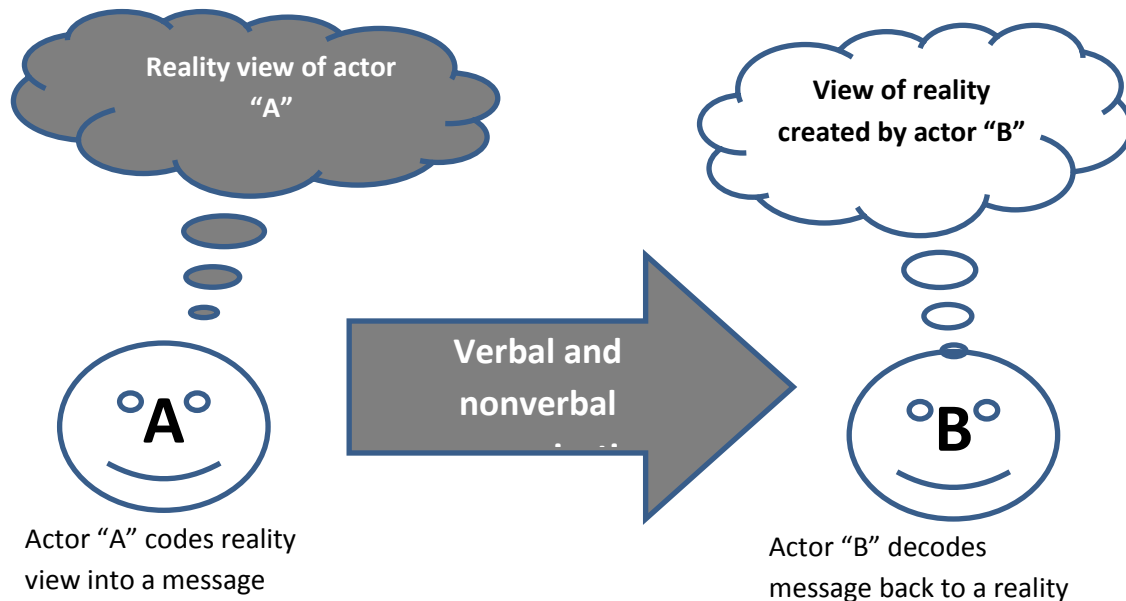 Reality view of actor
“A”
View of reality
created by actor “B”
Verbal and
nonverbal
A
B
Actor “A” codes reality
view into a message
Actor “B” decodes
message back to a reality